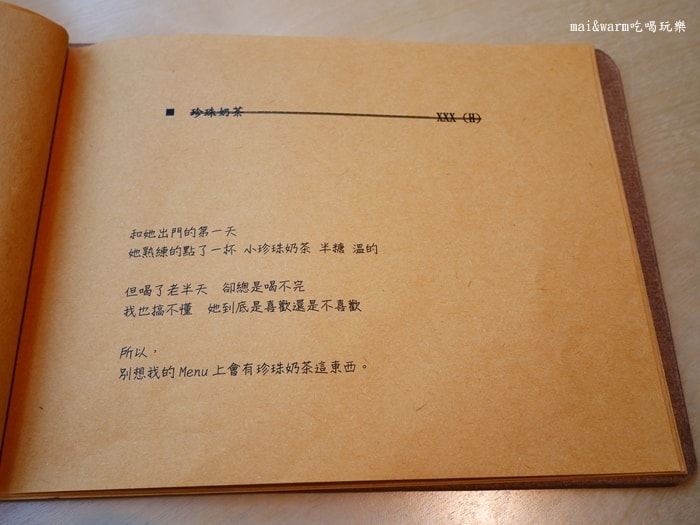 mai&warm吃喝玩樂
■ 珍珠奶茶 XXX (H)
和她出門的第一天
她熟練的點了一杯 小珍珠奶茶 半糖 溫的
但喝了老半天 卻總是喝不完
我也搞不懂 她到底是喜歡還是不喜歡
所以，
別想我的 Menu 上會有珍珠奶茶這東西。